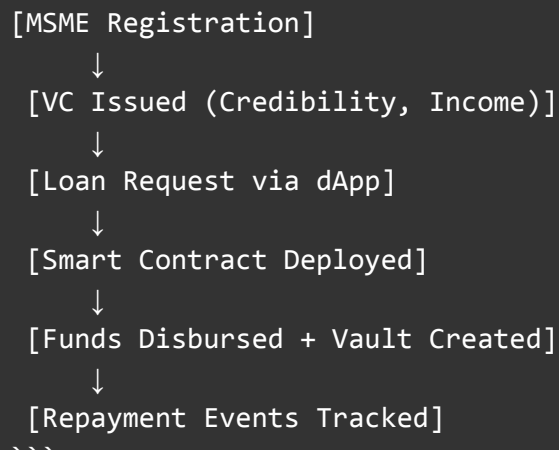 [MSME Registration]
↓
[VC Issued (Credibility, Income)]
↓
[Loan Request via dApp]
↓
[Smart Contract Deployed]
↓
[Funds Disbursed + Vault Created]
↓
[Repayment Events Tracked]
```